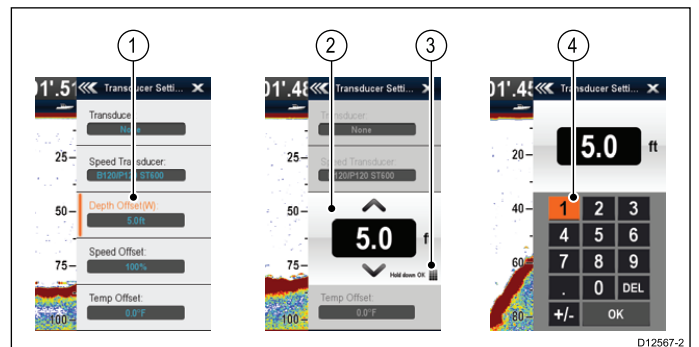 1
2
3
4
01'.51
Transducer Setti...
Transduce
None
25
Speed Transducer:
B120/P120 ST600
50
Depth Offset(W):
5.0ft
Speed Offset:
100%
75
Temp Offset:
0.0°F
100
01'.48
Transducer Setti...
Transducer:
None
25
Speed Transducer:
B120/P120 ST600
50
5.0
f
75
Hold down OK
Temp Offset:
0.0°F
100
01'.45
Transducer Setti...
5.0 ft
20
40
1 2 3
4 5 6
60
7 8 9
. 0 DEL
80
+/- OK
D12567-2